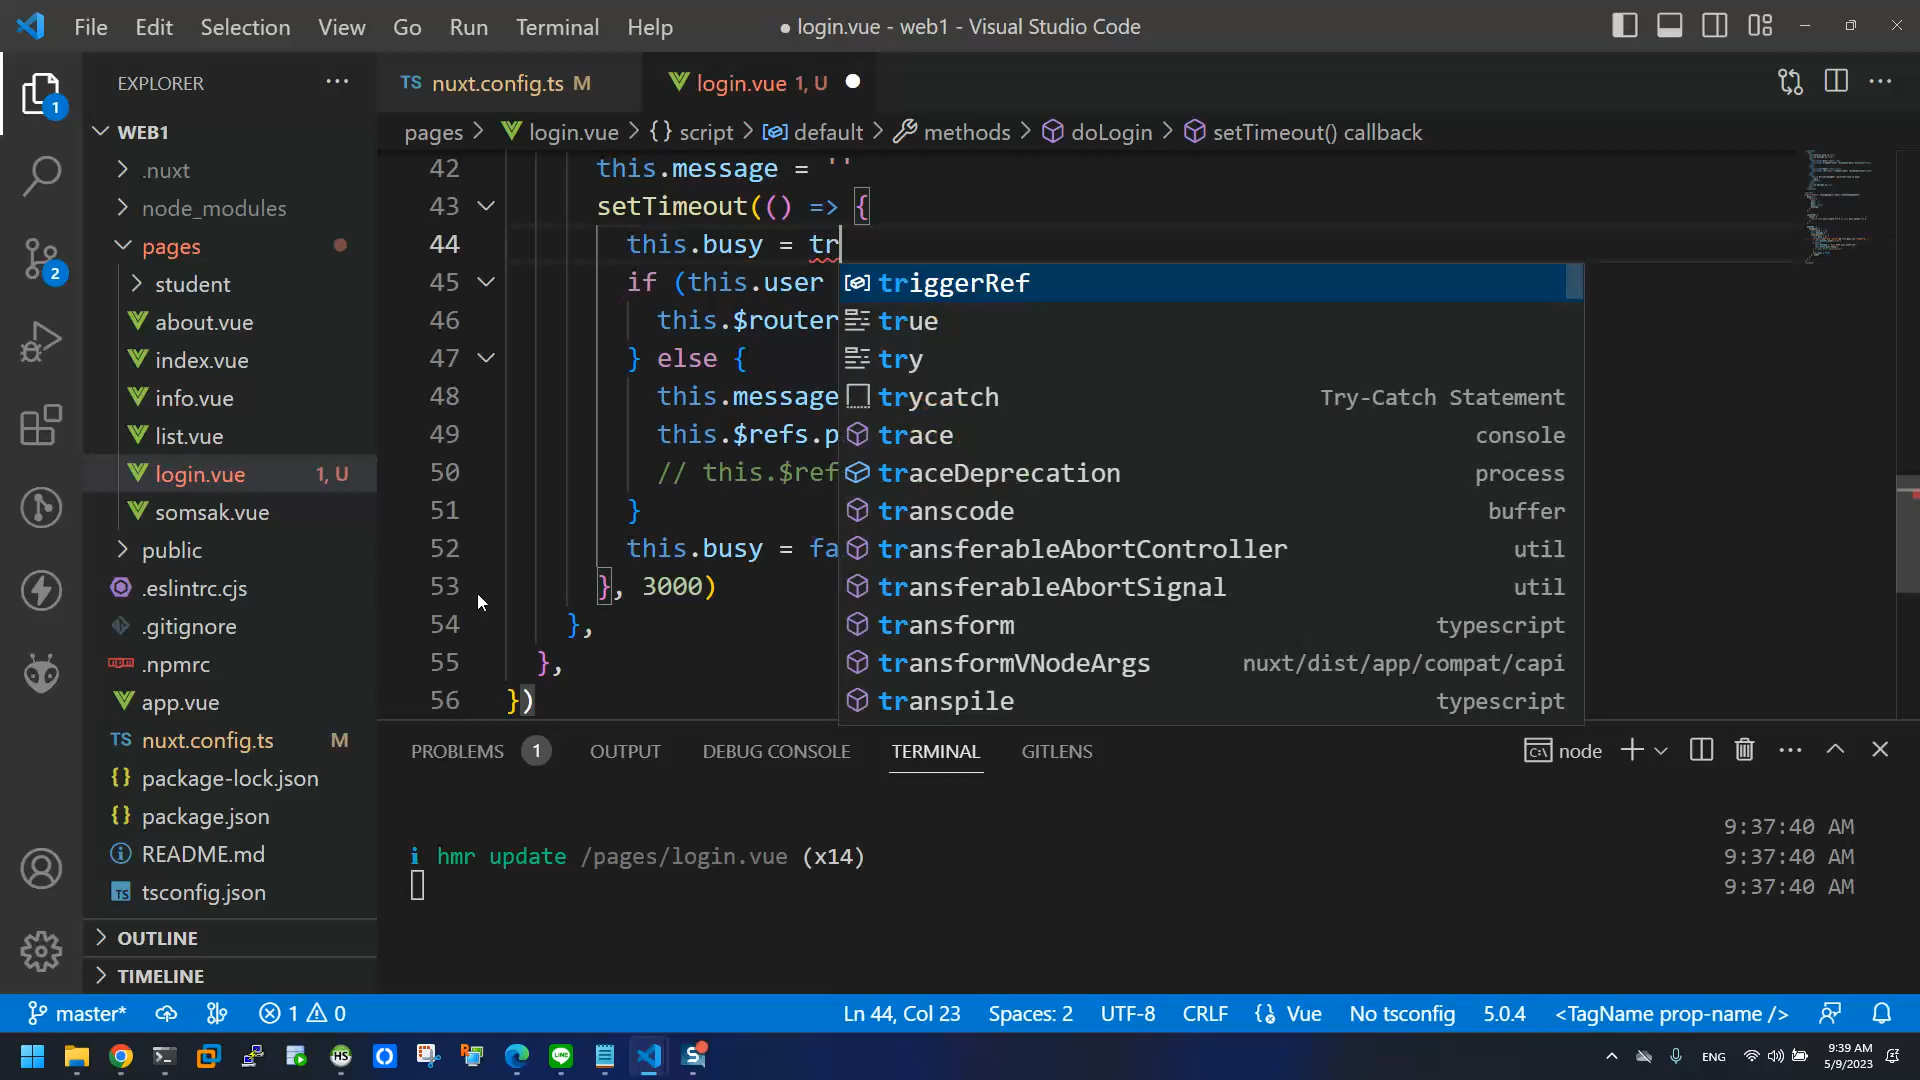 File Edit Selection View Go Run Terminal Help
● login.vue - web1 - Visual Studio Code
EXPLORER
TS nuxt.config.ts M
login.vue 1, U
pages > login.vue > {} script > default > methods > doLogin > setTimeout() callback
1
WEB1
.nuxt
node_modules
pages
student
about.vue
index.vue
info.vue
list.vue
login.vue 1, U
somsak.vue
public
.eslintrc.cjs
.gitignore
.npmrc
app.vue
TS nuxt.config.ts M
{} package-lock.json
{} package.json
README.md
TS tsconfig.json
OUTLINE
TIMELINE
2
42 this.message = ''
43 setTimeout(() => {
44 this.busy = tr
45 if (this.user
46 this.$router
47 } else {
48 this.message
49 this.$refs.p
50 // this.$ref
51 }
52 this.busy = fa
53 }, 3000)
54 },
55 },
56 })
triggerRef
true
try
trycatch Try-Catch Statement
trace console
traceDeprecation process
transcode buffer
transferableAbortController util
transferableAbortSignal util
transform typescript
transformVNodeArgs nuxt/dist/app/compat/capi
transpile typescript
PROBLEMS 1 OUTPUT DEBUG CONSOLE TERMINAL GITLENS
node
9:37:40 AM
i hmr update /pages/login.vue (x14) 9:37:40 AM
9:37:40 AM
master* 1 0 Ln 44, Col 23 Spaces: 2 UTF-8 CRLF Vue No tsconfig 5.0.4 <TagName prop-name />
HS LINE S ENG 9:39 AM
5/9/2023